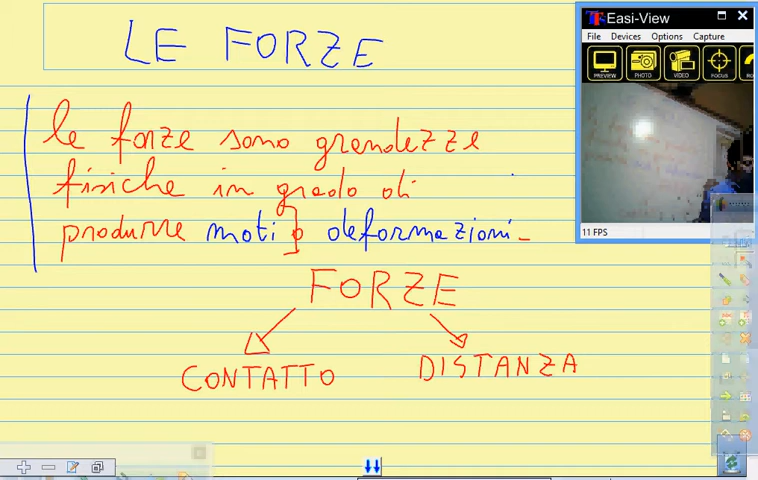 LE FORZE
le forze sono grandezze
fisiche in grado di
produrre moti o deformazioni.
FORZE
CONTATTO DISTANZA
Easi-View
File Devices Options Capture
PREVIEW PHOTO VIDEO FOCUS
11 FPS